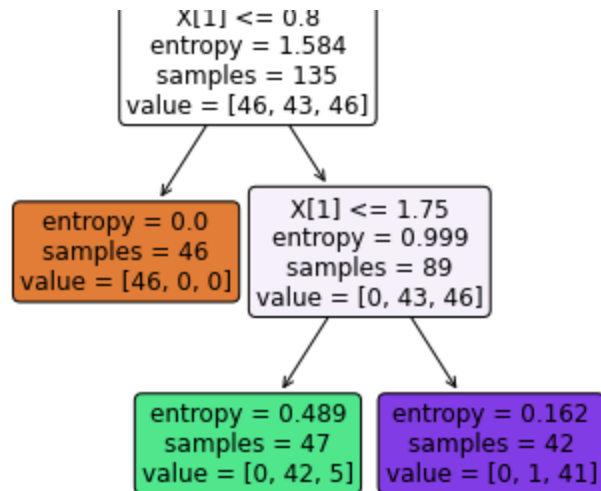 X[1] <= 0.8
entropy = 1.584
samples = 135
value = [46, 43, 46]
entropy = 0.0
samples = 46
value = [46, 0, 0]
X[1] <= 1.75
entropy = 0.999
samples = 89
value = [0, 43, 46]
entropy = 0.489
samples = 47
value = [0, 42, 5]
entropy = 0.162
samples = 42
value = [0, 1, 41]